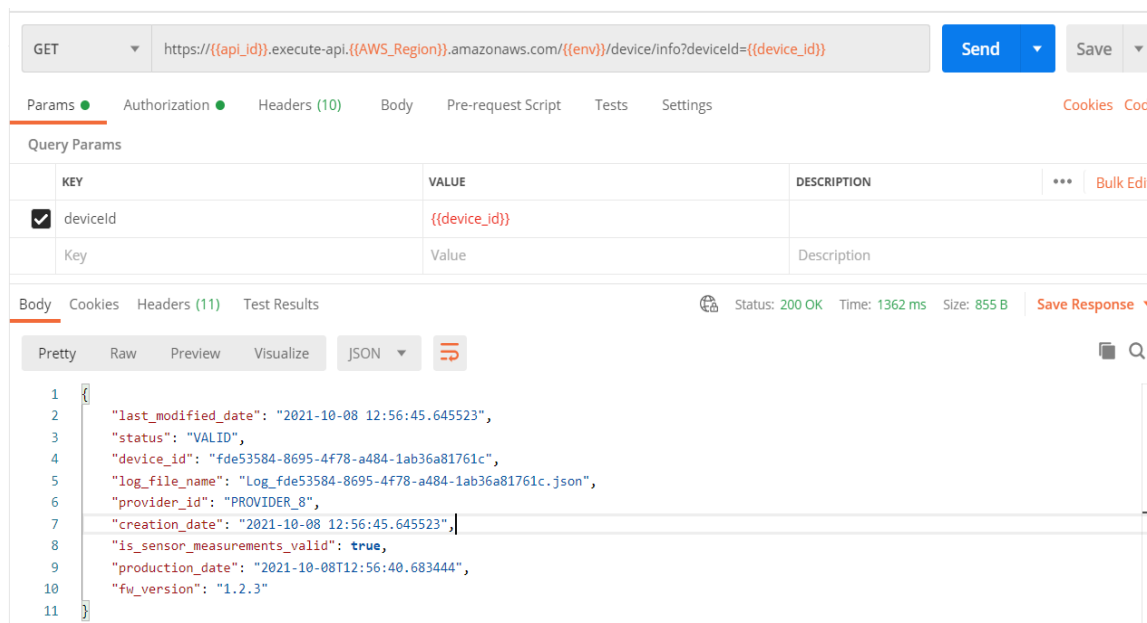 GET https://{{api_id}}.execute-api.{{AWS_Region}}.amazonaws.com/{{env}}/device/info?deviceId={{device_id}} Send Save
Params Authorization Headers (10) Body Pre-request Script Tests Settings Cookies Cod
Query Params
KEY VALUE DESCRIPTION ••• Bulk Edi
deviceId {{device_id}}
Key Value Description
Body Cookies Headers (11) Test Results Status: 200 OK Time: 1362 ms Size: 855 B Save Response
Pretty Raw Preview Visualize JSON
1 {
2 "last_modified_date": "2021-10-08 12:56:45.645523",
3 "status": "VALID",
4 "device_id": "fde53584-8695-4f78-a484-1ab36a81761c",
5 "log_file_name": "Log_fde53584-8695-4f78-a484-1ab36a81761c.json",
6 "provider_id": "PROVIDER_8",
7 "creation_date": "2021-10-08 12:56:45.645523",
8 "is_sensor_measurements_valid": true,
9 "production_date": "2021-10-08T12:56:40.683444",
10 "fw_version": "1.2.3"
11 }